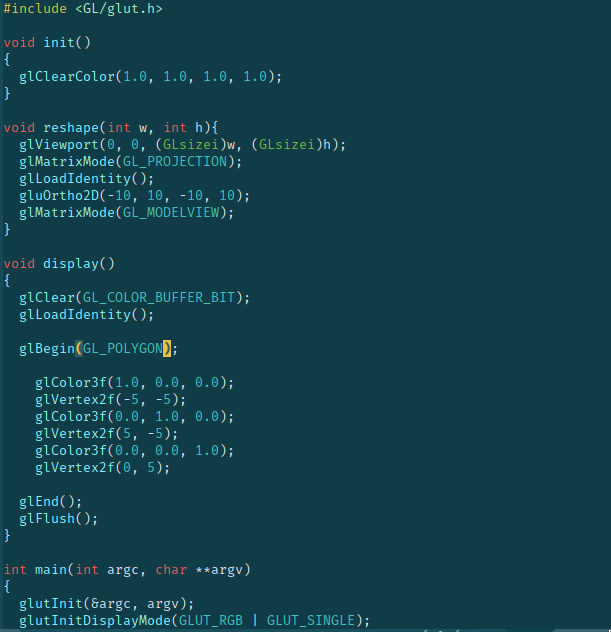 #include <GL/glut.h>
void init()
{
glClearColor(1.0, 1.0, 1.0, 1.0);
}
void reshape(int w, int h){
glViewport(0, 0, (GLsizei)w, (GLsizei)h);
glMatrixMode(GL_PROJECTION);
glLoadIdentity();
gluOrtho2D(-10, 10, -10, 10);
glMatrixMode(GL_MODELVIEW);
}
void display()
{
glClear(GL_COLOR_BUFFER_BIT);
glLoadIdentity();
glBegin(GL_POLYGON);
glColor3f(1.0, 0.0, 0.0);
glVertex2f(-5, -5);
glColor3f(0.0, 1.0, 0.0);
glVertex2f(5, -5);
glColor3f(0.0, 0.0, 1.0);
glVertex2f(0, 5);
glEnd();
glFlush();
}
int main(int argc, char **argv)
{
glutInit(&argc, argv);
glutInitDisplayMode(GLUT_RGB | GLUT_SINGLE);